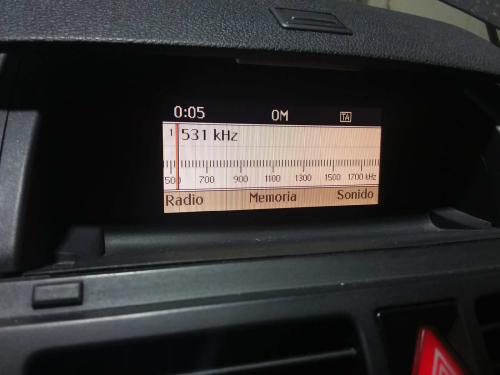 0:05 OM TA
1 531 kHz
500 700 900 1100 1300 1500 1700 kHz
Radio Memoria Sonido